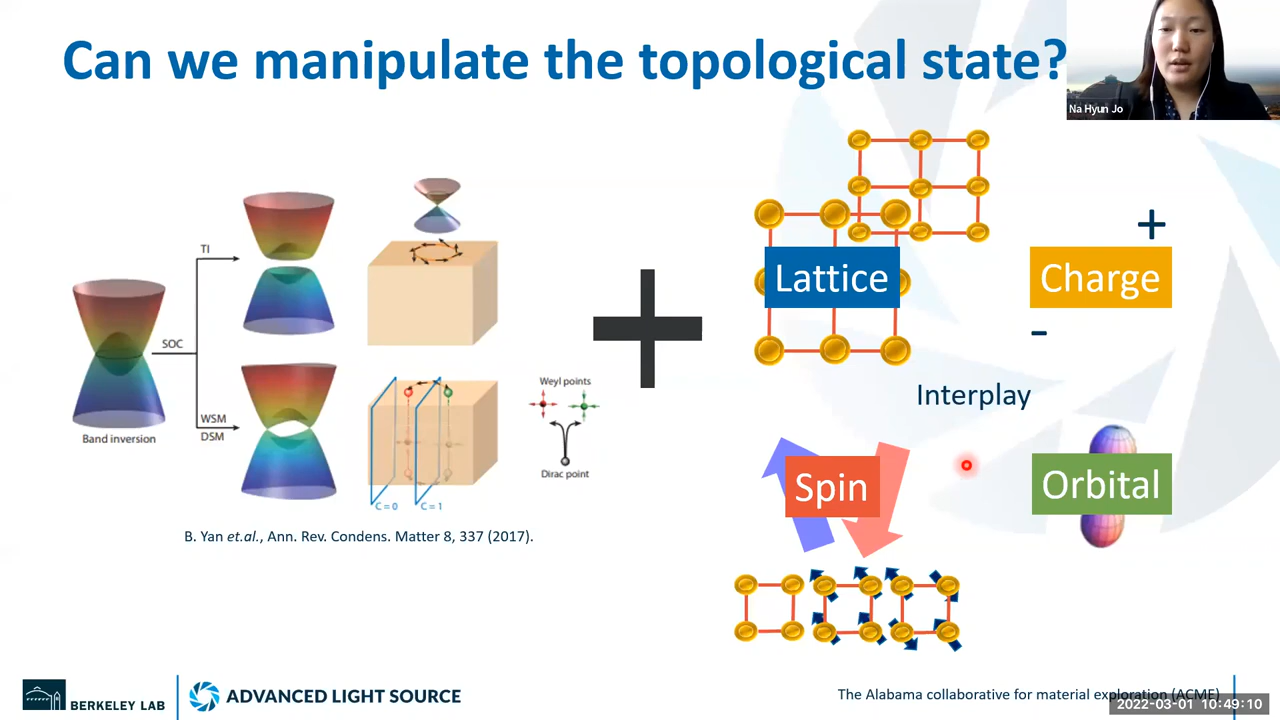 Can we manipulate the topological state?
Na Hyun Jo
TI
SOC
WSM
DSM
Band inversion
C = 0
C = 1
Weyl points
Dirac point
B. Yan et.al., Ann. Rev. Condens. Matter 8, 337 (2017).
+
Lattice
+
Charge
-
Interplay
Spin
Orbital
BERKELEY LAB
ADVANCED LIGHT SOURCE
The Alabama collaborative for material exploration (ACME)
2022-03-01 10:49:10